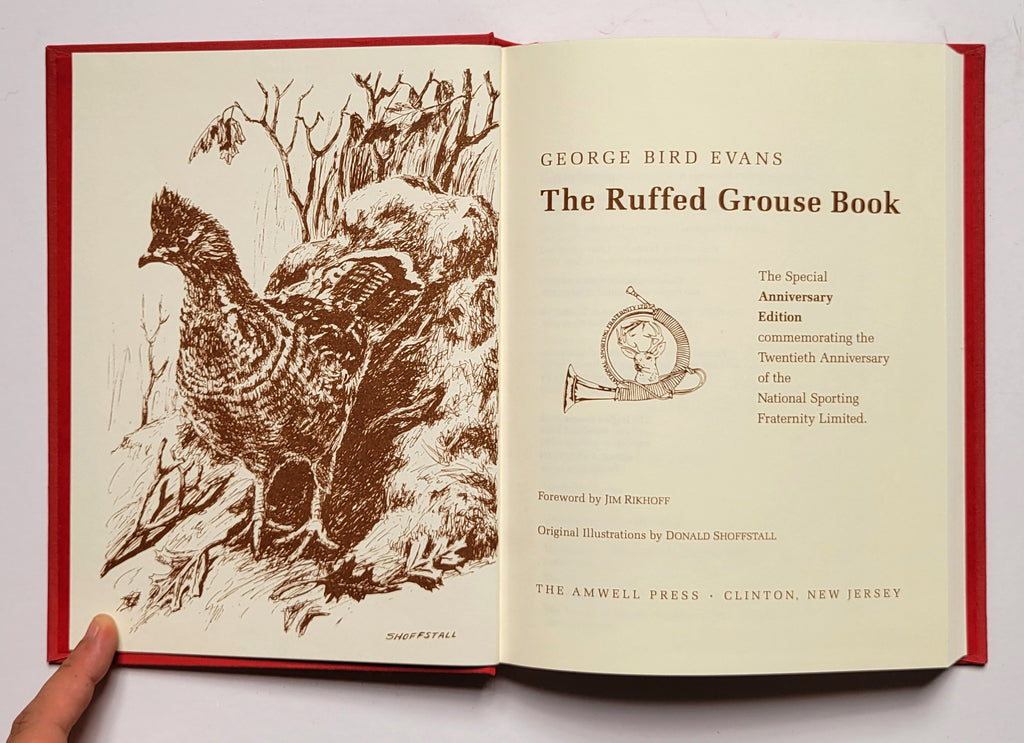 SHOFFSTALL
GEORGE BIRD EVANS
The Ruffed Grouse Book
The Special
Anniversary
Edition
commemorating the
Twentieth Anniversary
of the
National Sporting
Fraternity Limited.
Foreword by JIM RIKHOFF
Original Illustrations by DONALD SHOFFSTALL
THE AMWELL PRESS · CLINTON, NEW JERSEY